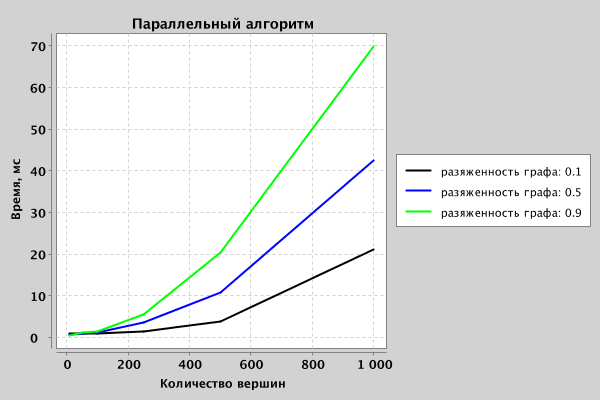 Параллельный алгоритм
Время, мс
70
60
50
40
30
20
10
0
0 200 400 600 800 1 000
Количество вершин
разяженность графа: 0.1
разяженность графа: 0.5
разяженность графа: 0.9